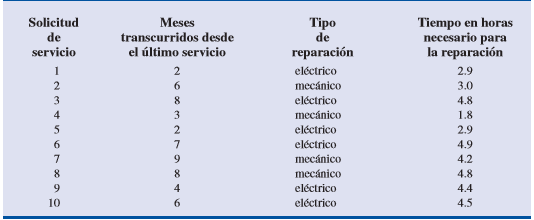 Solicitud Meses Tipo Tiempo en horas
de transcurridos desde de necesario para
servicio el último servicio reparación la reparación
1 2 eléctrico 2.9
2 6 mecánico 3.0
3 8 eléctrico 4.8
4 3 mecánico 1.8
5 2 eléctrico 2.9
6 7 eléctrico 4.9
7 9 mecánico 4.2
8 8 mecánico 4.8
9 4 eléctrico 4.4
10 6 eléctrico 4.5